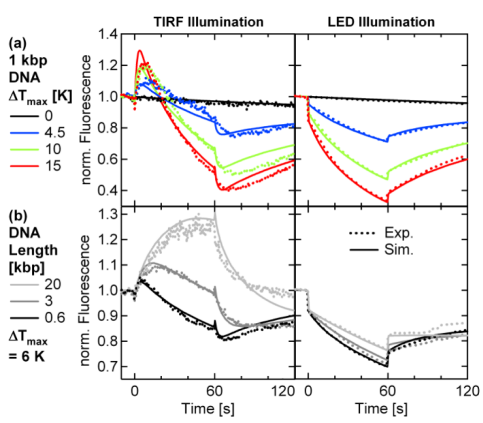 TIRF Illumination LED Illumination
(a)
1 kbp
DNA
ΔTmax [K]
0
4.5
10
15
norm. Fluorescence
1.4
1.2
1.0
0.8
0.6
0.4
(b)
DNA
Length
[kbp]
20
3
0.6
ΔTmax
= 6 K
norm. Fluorescence
1.3
1.2
1.1
1.0
0.9
0.8
0.7
Exp.
Sim.
0 60 120 0 60 120
Time [s] Time [s]